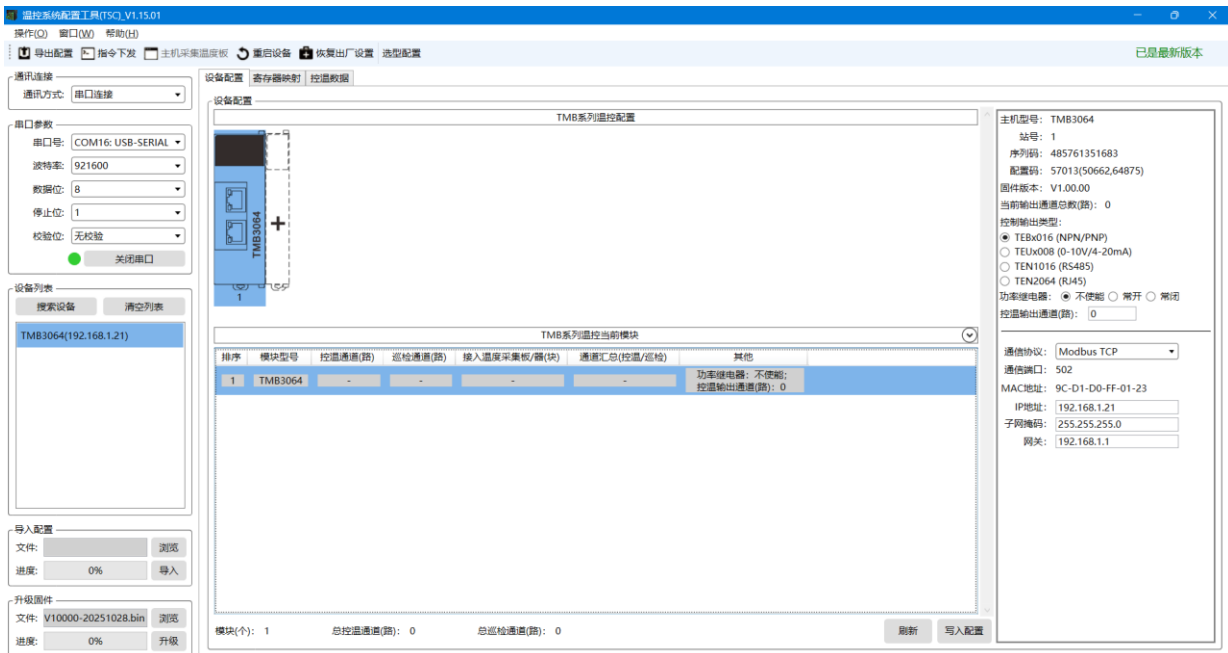 温控系统配置工具(TSC)_V1.15.01
操作(O) 窗口(W) 帮助(H)
导出配置 指令下发 主机采集温度板 重启设备 恢复出厂设置 选型配置 已是最新版本
通讯连接
通讯方式: 串口连接
串口参数
串口号: COM16: USB-SERIAL
波特率: 921600
数据位: 8
停止位: 1
校验位: 无校验
关闭串口
设备列表
搜索设备 清空列表
TMB3064(192.168.1.21)
导入配置
文件: 浏览
进度: 0% 导入
升级固件
文件: V10000-20251028.bin 浏览
进度: 0% 升级
设备配置 寄存器映射 控温数据
设备配置
TMB系列温控配置
TMB3064
1
TMB系列温控当前模块
排序 模块型号 控温通道(路) 巡检通道(路) 接入温度采集板/器(块) 通道汇总(控温/巡检) 其他
1 TMB3064 - - - - 功率继电器: 不使能;
控温输出通道(路): 0
模块(个): 1 总控温通道(路): 0 总巡检通道(路): 0 刷新 写入配置
主机型号: TMB3064
站号: 1
序列码: 485761351683
配置码: 57013(50662,64875)
固件版本: V1.00.00
当前输出通道总数(路): 0
控制输出类型:
TEBx016 (NPN/PNP)
TEUx008 (0-10V/4-20mA)
TEN1016 (RS485)
TEN2064 (RJ45)
功率继电器: 不使能 常开 常闭
控温输出通道(路): 0
通信协议: Modbus TCP
通信端口: 502
MAC地址: 9C-D1-D0-FF-01-23
IP地址: 192.168.1.21
子网掩码: 255.255.255.0
网关: 192.168.1.1